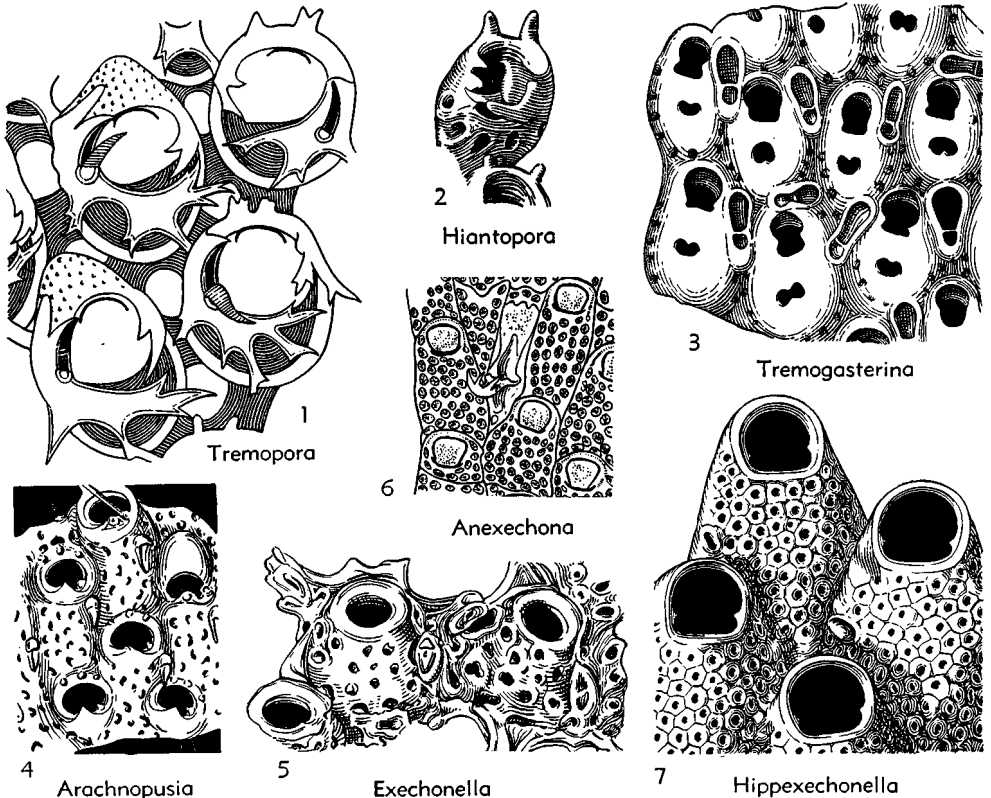 1
Tremopora
2
Hiantopora
3
Tremogasterina
6
Anexechona
4
Arachnopusia
5
Exechonella
7
Hippexechonella